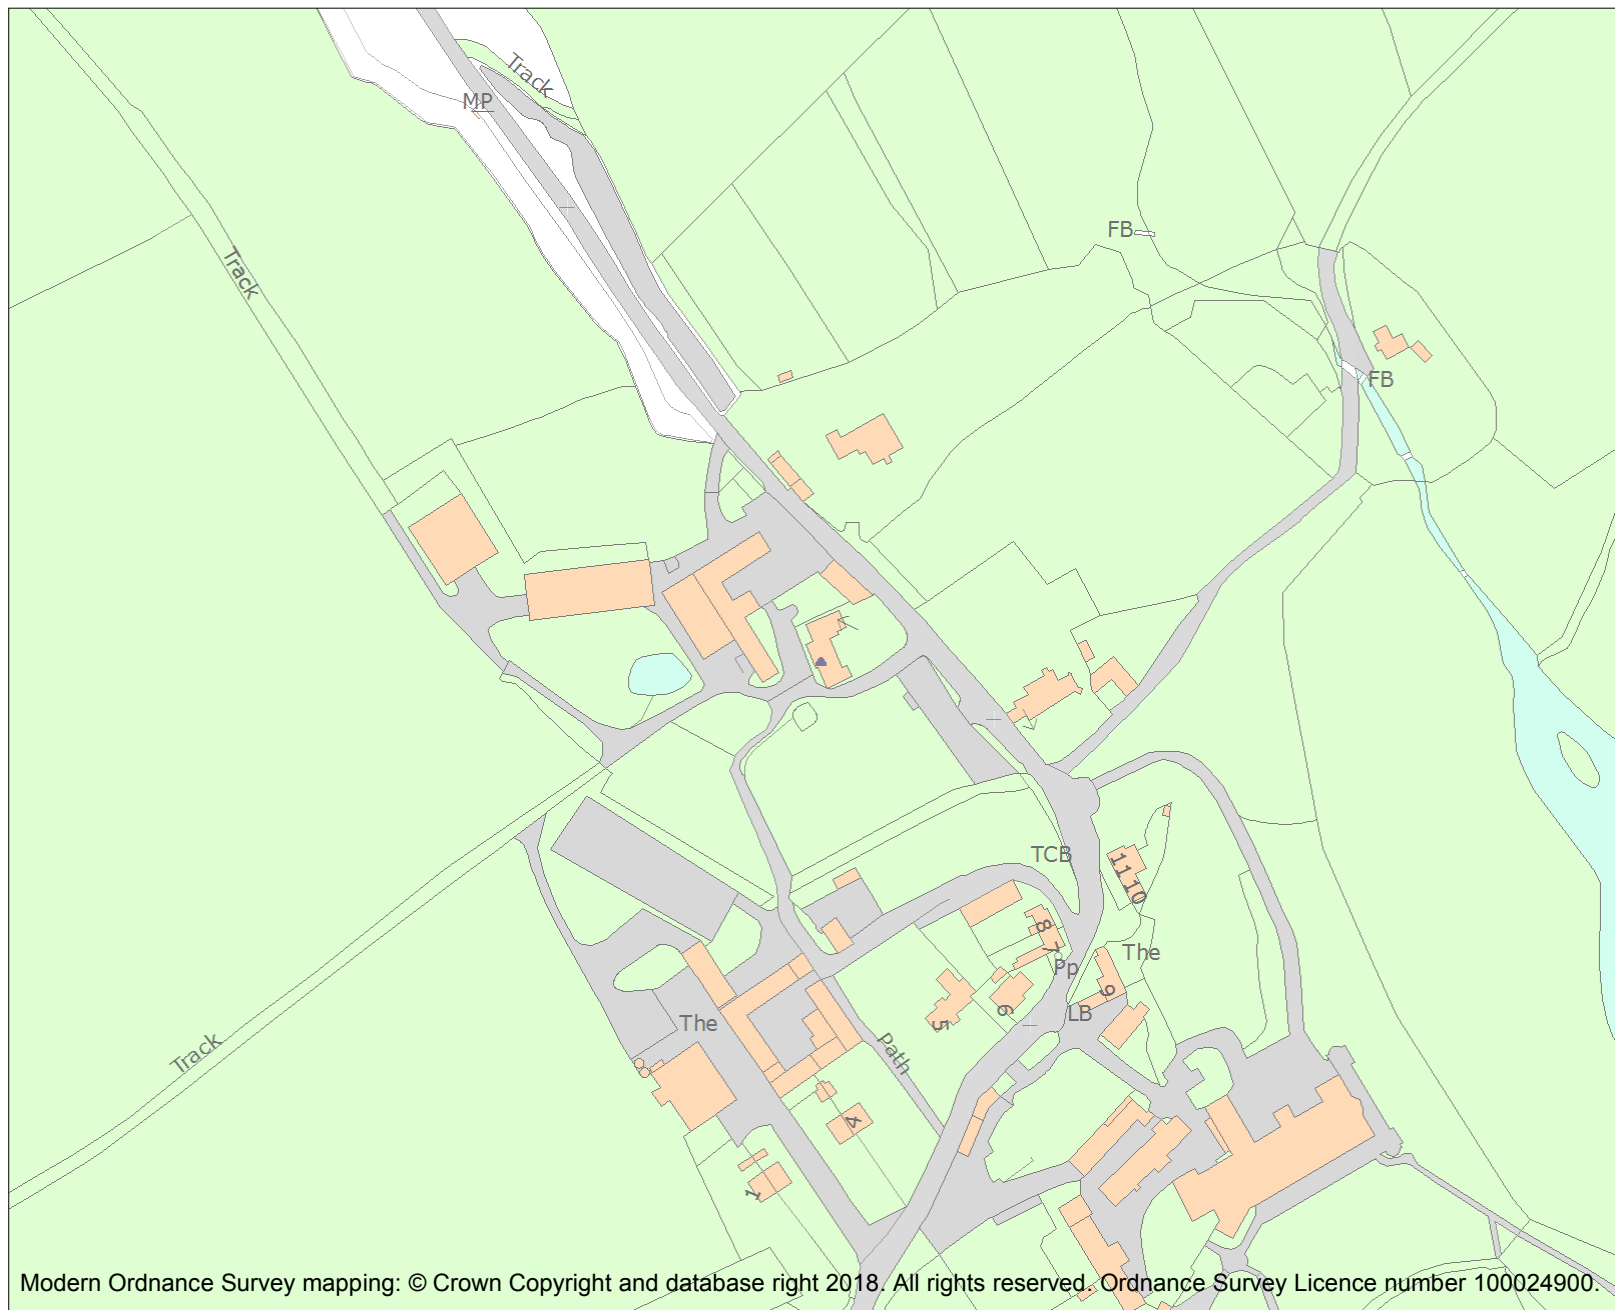 Track
MP
FB
Track
FB
TCB
11
10
8
7
The
Pp
9
6
LB
5
The
Path
Track
4
1
Modern Ordnance Survey mapping: © Crown Copyright and database right 2018. All rights reserved. Ordnance Survey Licence number 100024900.